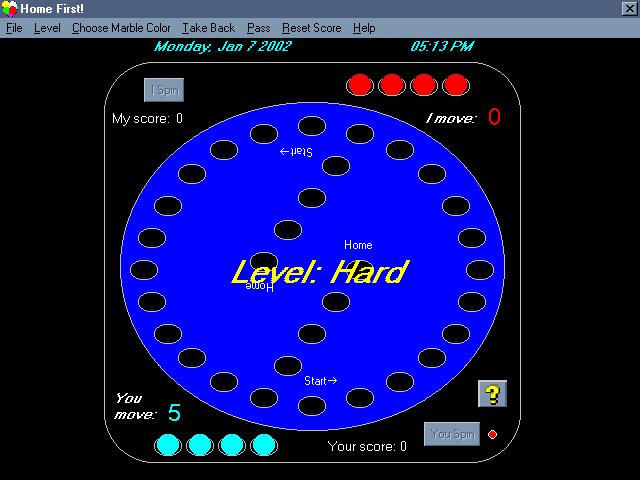 Home First!
File Level Choose Marble Color Take Back Pass Reset Score Help
Monday, Jan 7 2002 05:13 PM
I Spin
My score: 0
I move: 0
Start→
Home
Level: Hard
Home
Start→
You
move: 5
?
Your score: 0
You Spin